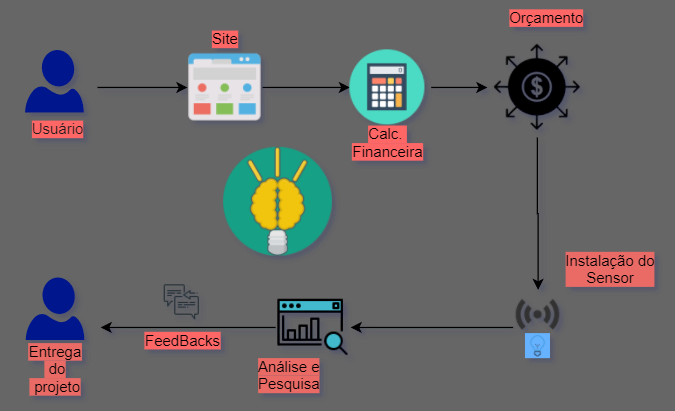 Orçamento
Site
Usuário
Calc.
Financeira
$
Instalação do
Sensor
FeedBacks
Entrega
do
projeto
Análise e
Pesquisa